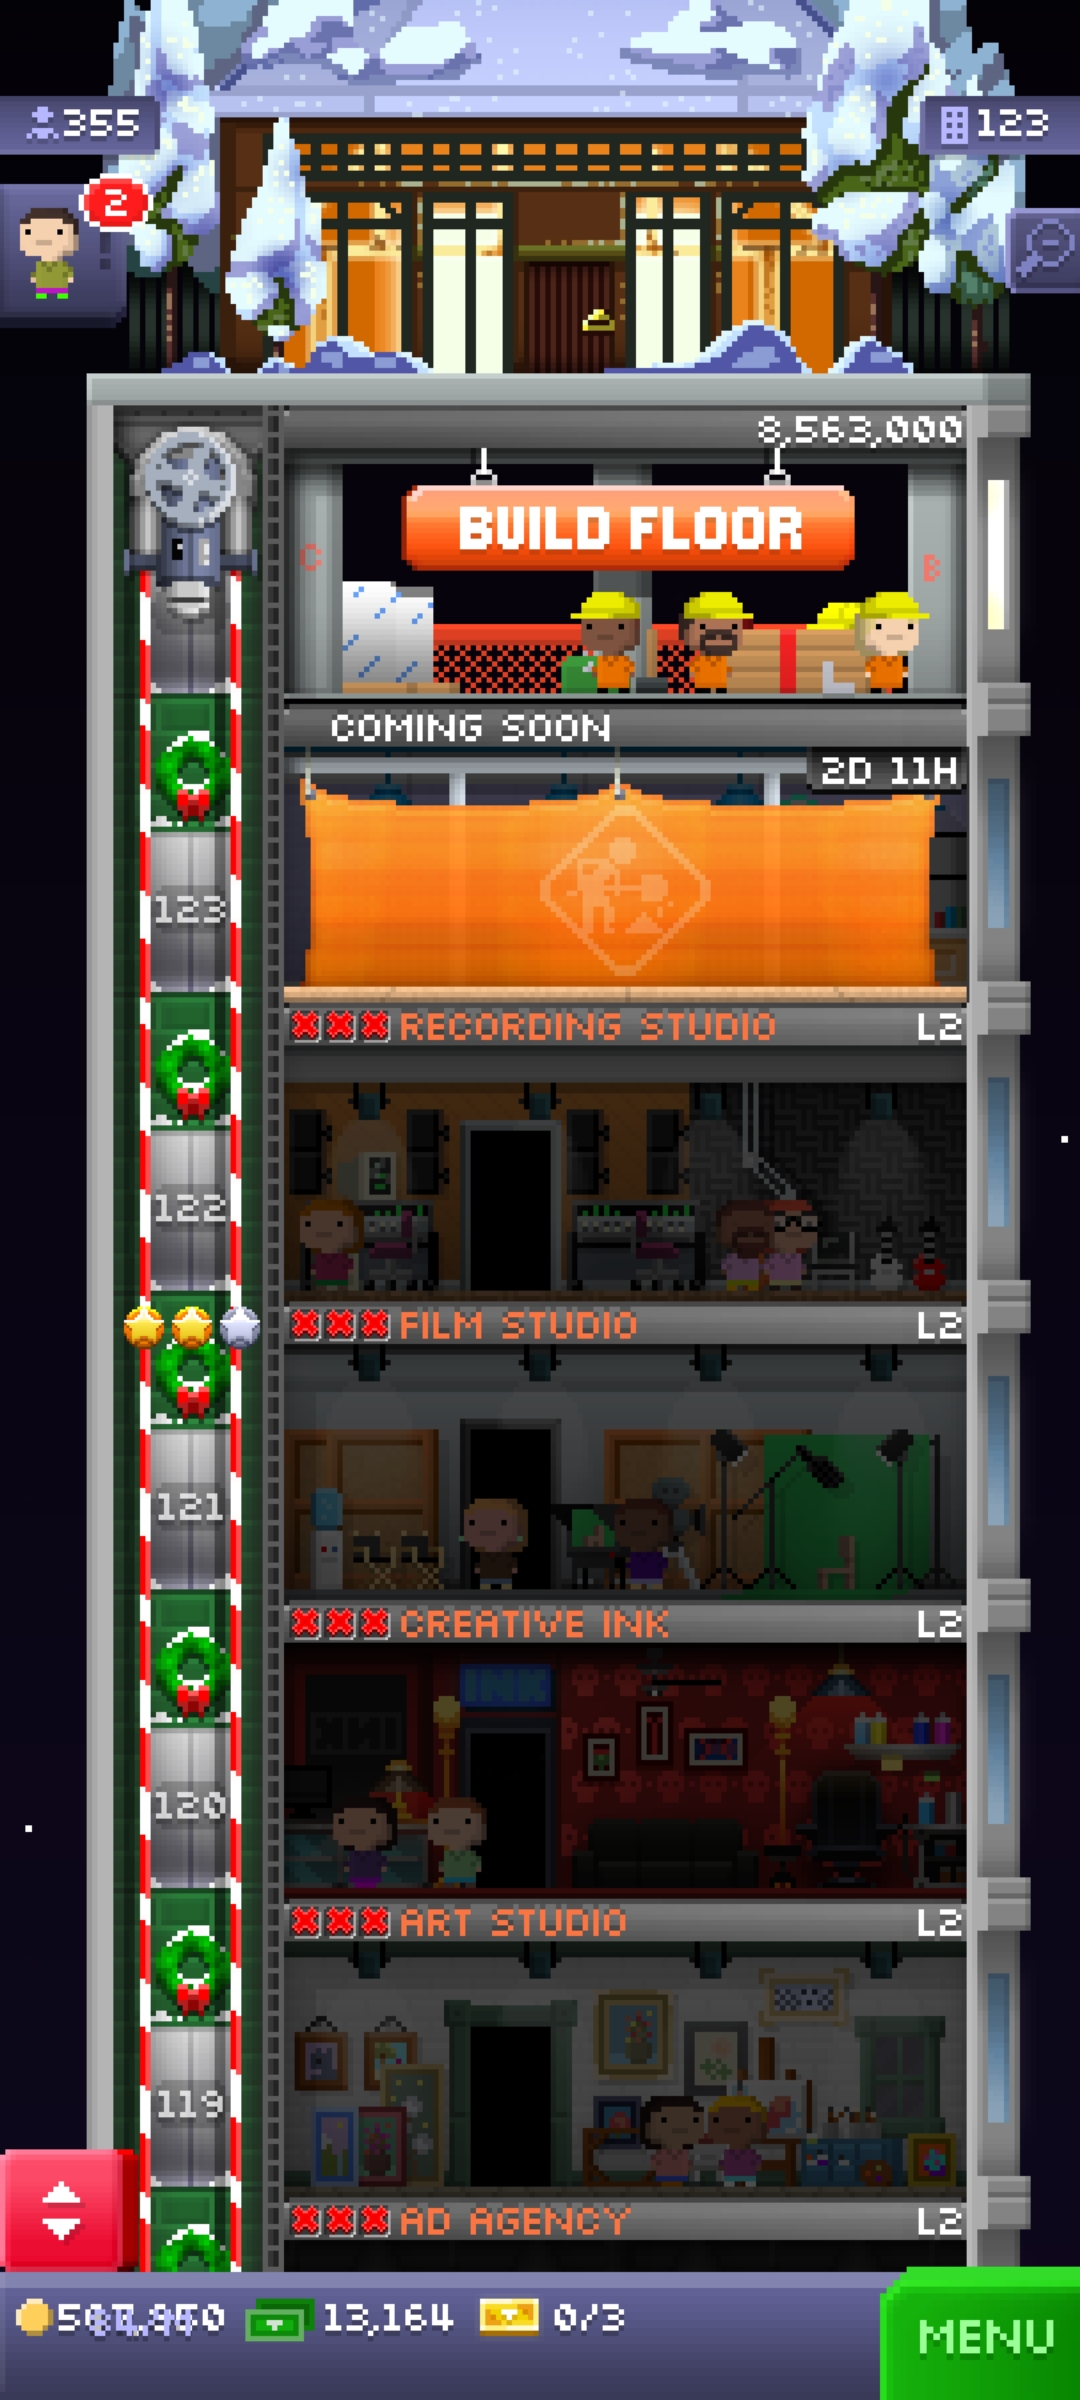 355
123
2
8,563,000
BUILD FLOOR
C
B
COMING SOON
2D 11H
123
RECORDING STUDIO L2
122
FILM STUDIO L2
121
CREATIVE INK L2
INK
120
ART STUDIO L2
119
AD AGENCY L2
13,164
0/3
MENU